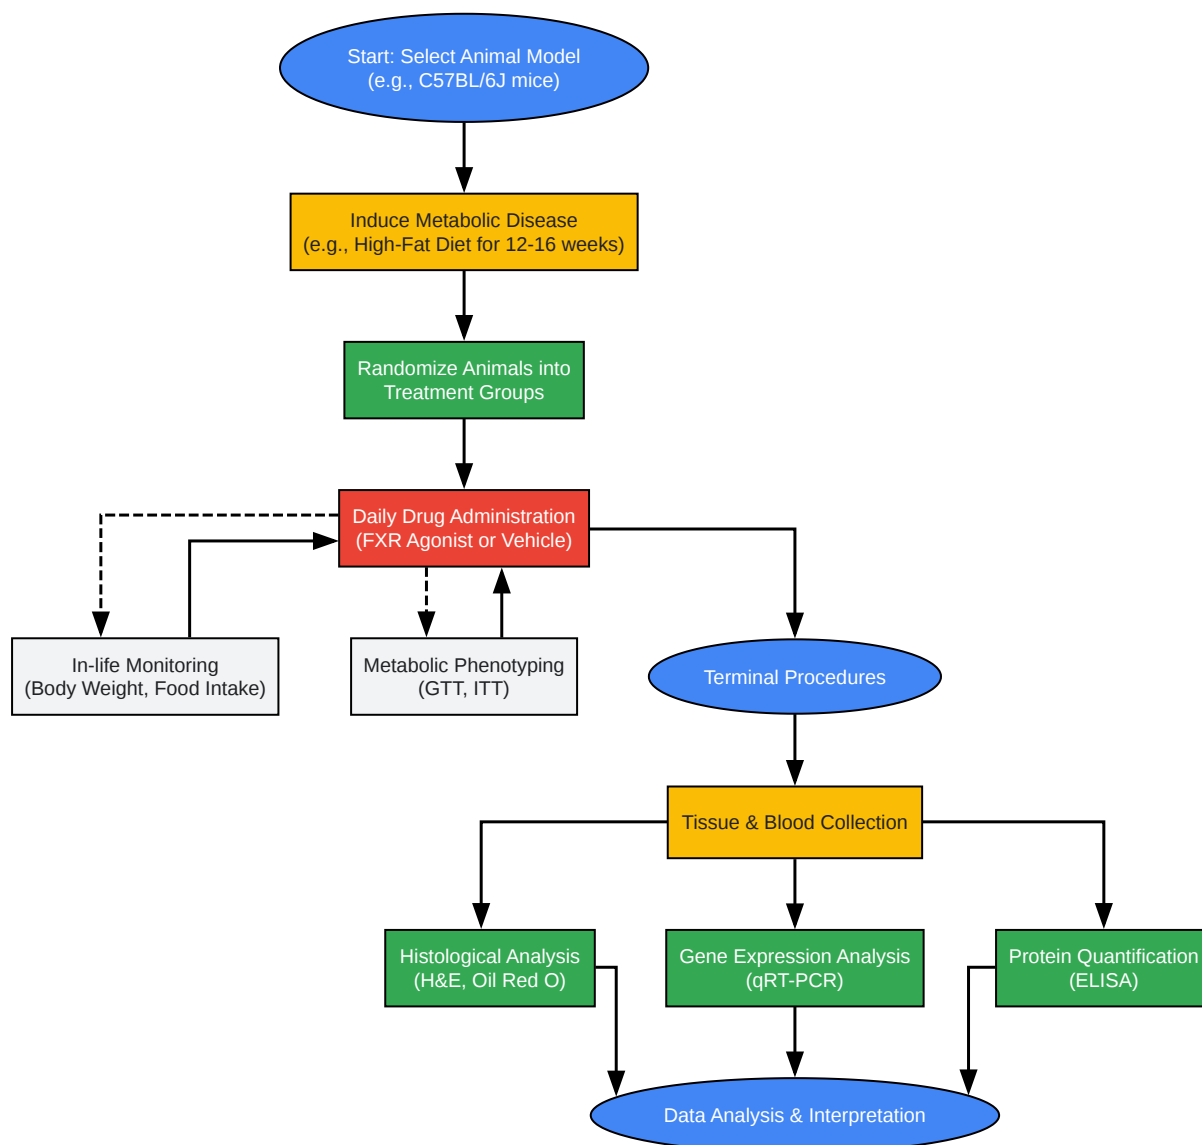 Start: Select Animal Model
(e.g., C57BL/6J mice)
Induce Metabolic Disease
(e.g., High-Fat Diet for 12-16 weeks)
Randomize Animals into
Treatment Groups
Daily Drug Administration
(FXR Agonist or Vehicle)
In-life Monitoring
(Body Weight, Food Intake)
Metabolic Phenotyping
(GTT, ITT)
Terminal Procedures
Tissue & Blood Collection
Histological Analysis
(H&E, Oil Red O)
Gene Expression Analysis
(qRT-PCR)
Protein Quantification
(ELISA)
Data Analysis & Interpretation